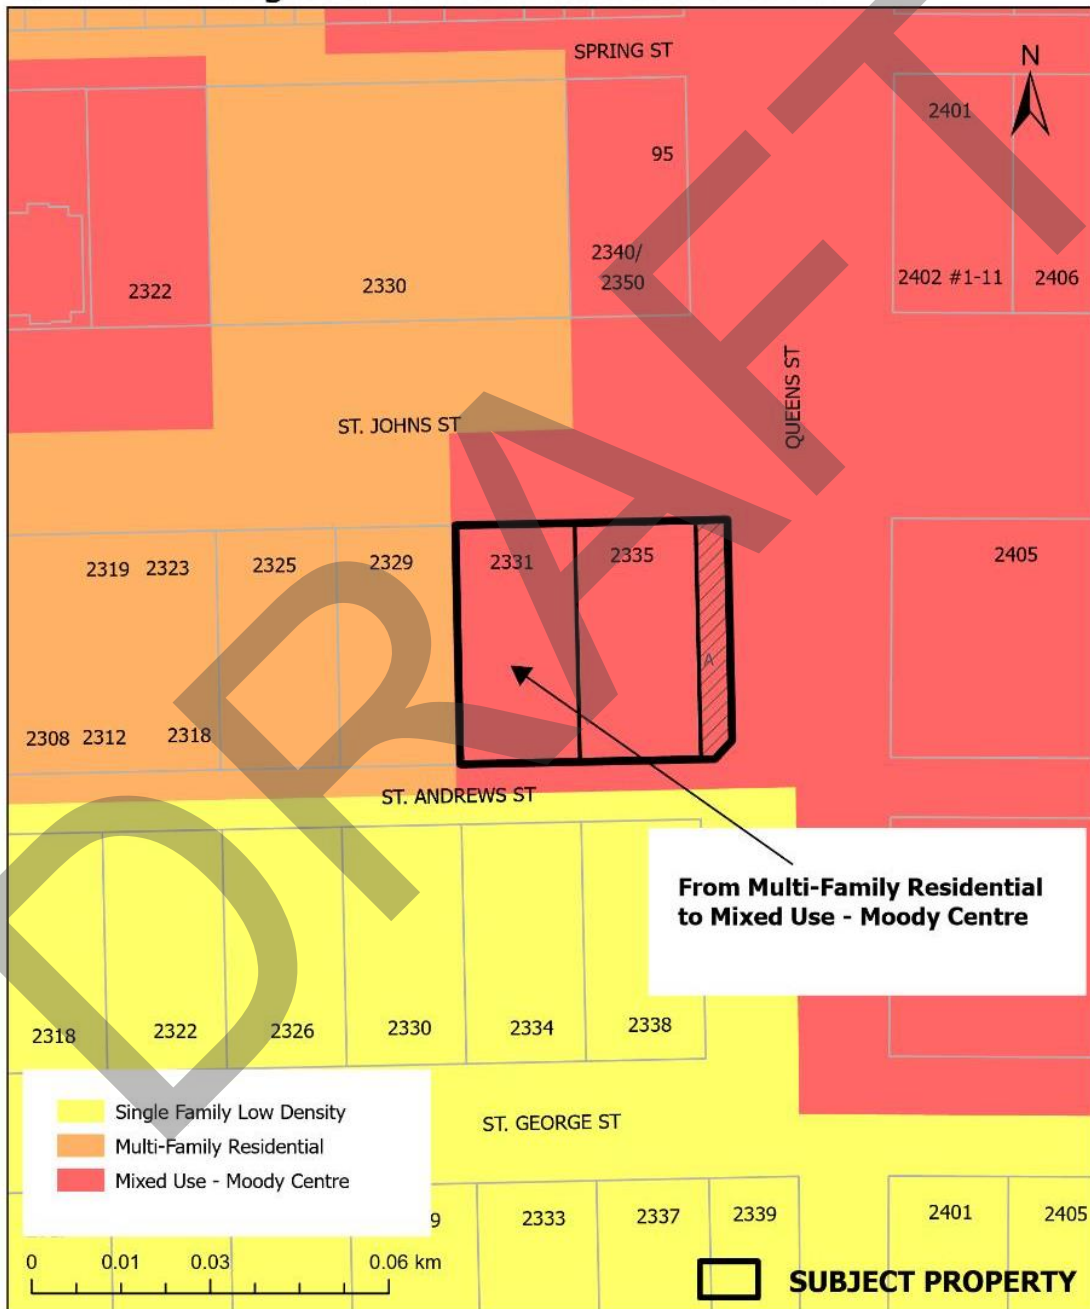 SPRING ST
N
2401
95
2340/
2350
2402 #1-11
2406
2322
2330
QUEENS ST
ST. JOHNS ST
2319
2323
2325
2329
2331
2335
2405
A
2308
2312
2318
ST. ANDREWS ST
From Multi-Family Residential
to Mixed Use - Moody Centre
2318
2322
2326
2330
2334
2338
Single Family Low Density
Multi-Family Residential
Mixed Use - Moody Centre
ST. GEORGE ST
9
2333
2337
2339
2401
2405
0 0.01 0.03 0.06 km
SUBJECT PROPERTY
DRAFT